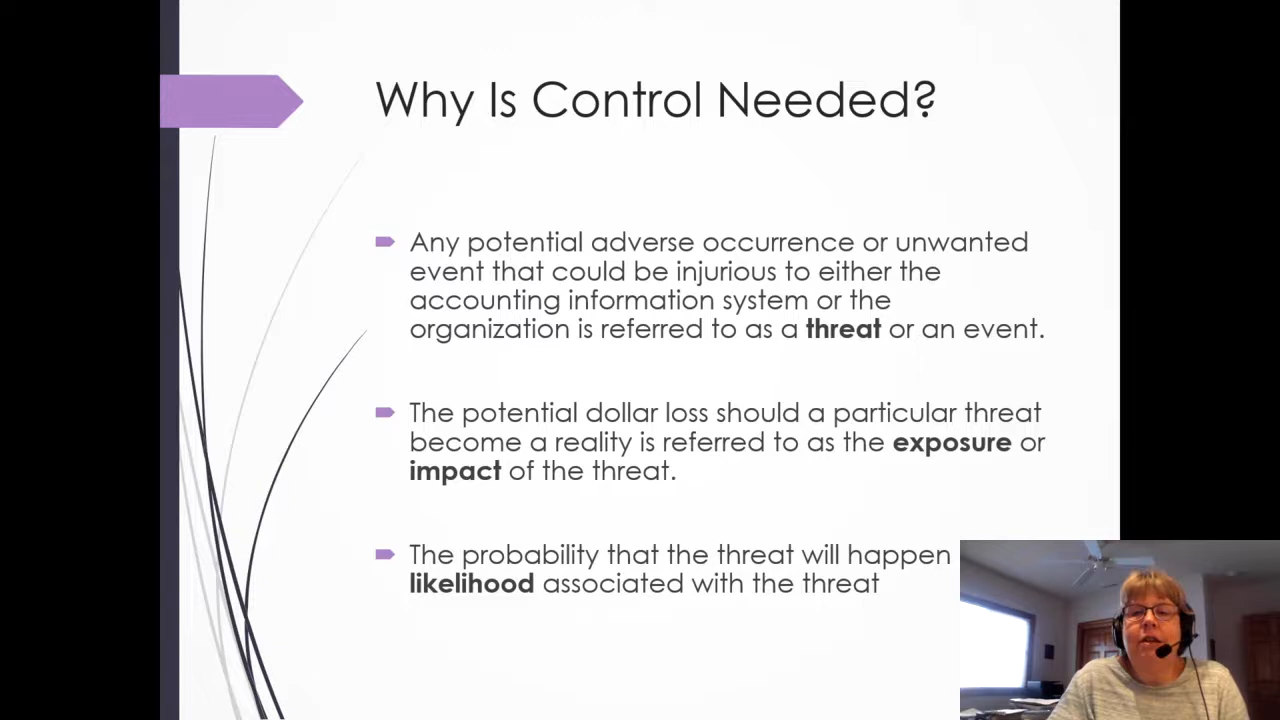 Why Is Control Needed?
Any potential adverse occurrence or unwanted
event that could be injurious to either the
accounting information system or the
organization is referred to as a threat or an event.
The potential dollar loss should a particular threat
become a reality is referred to as the exposure or
impact of the threat.
The probability that the threat will happen
likelihood associated with the threat